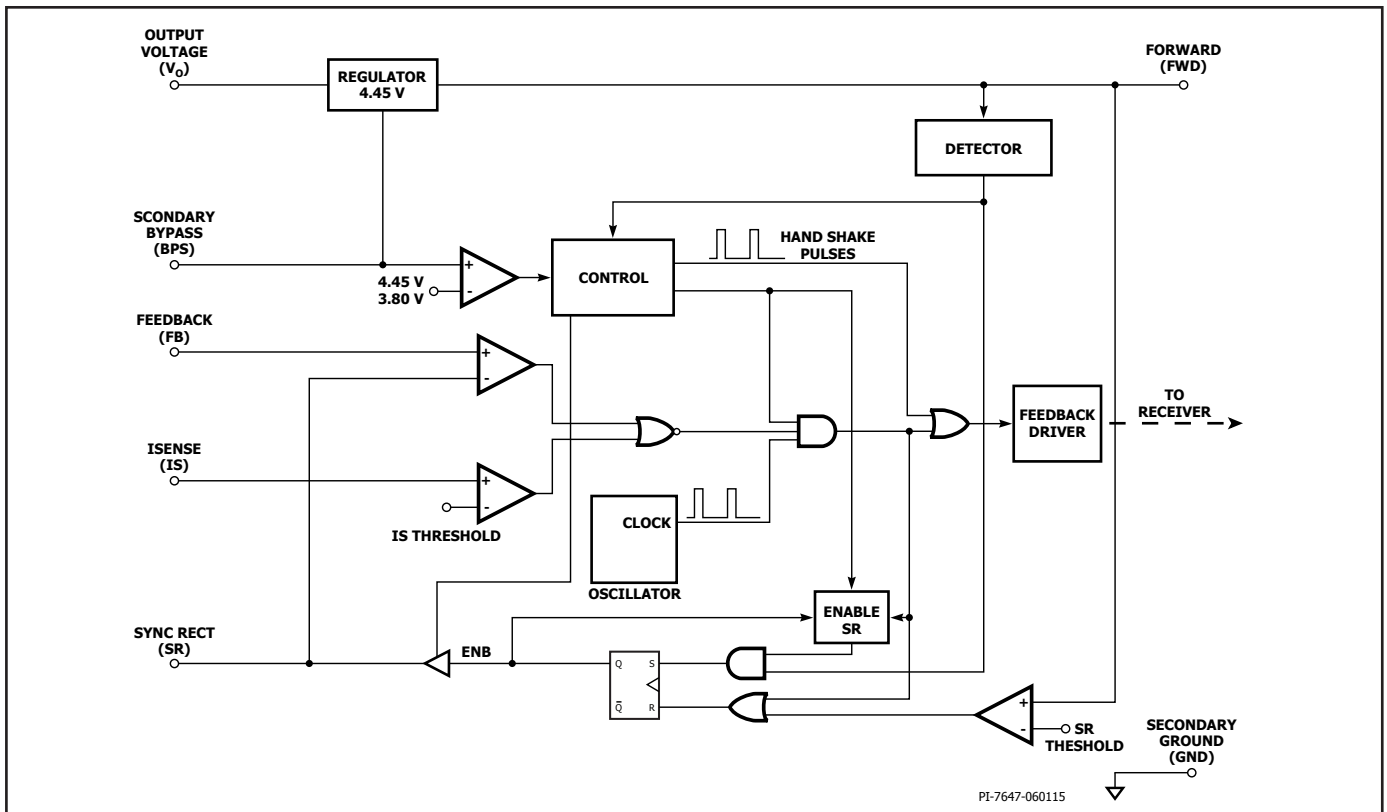 OUTPUT
VOLTAGE
(VO)
REGULATOR
4.45 V
FORWARD
(FWD)
DETECTOR
SCONDARY
BYPASS
(BPS)
+
-
4.45 V
3.80 V
CONTROL
HAND SHAKE
PULSES
FEEDBACK
(FB)
+
-
FEEDBACK
DRIVER
TO
RECEIVER
ISENSE
(IS)
+
-
IS THRESHOLD
CLOCK
OSCILLATOR
ENABLE
SR
SYNC RECT
(SR)
ENB
Q
S
Q̅
R
+
-
SR
THESHOLD
SECONDARY
GROUND
(GND)
PI-7647-060115